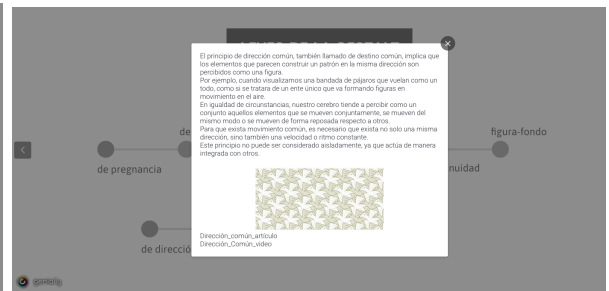 El principio de dirección común, también llamado de destino común, implica que
los elementos que parecen construir un patrón en la misma dirección son
percibidos como una figura.
Por ejemplo, cuando visualizamos una bandada de pájaros que vuelan como un
todo, como si se tratara de un ente único que va formando figuras en
movimiento en el aire.
En igualdad de circunstancias, nuestro cerebro tiende a percibir como un
conjunto aquellos elementos que se mueven conjuntamente, se mueven del
mismo modo o se mueven de forma reposada respecto a otros.
Para que exista movimiento común, es necesario que exista no solo una misma
dirección, sino también una velocidad o ritmo constante.
Este principio no puede ser considerado aisladamente, ya que actúa de manera
integrada con otros.
de
figura-fondo
de pregnancia
nuidad
Dirección_común_artículo
Dirección_Común_video
de direcció
genially